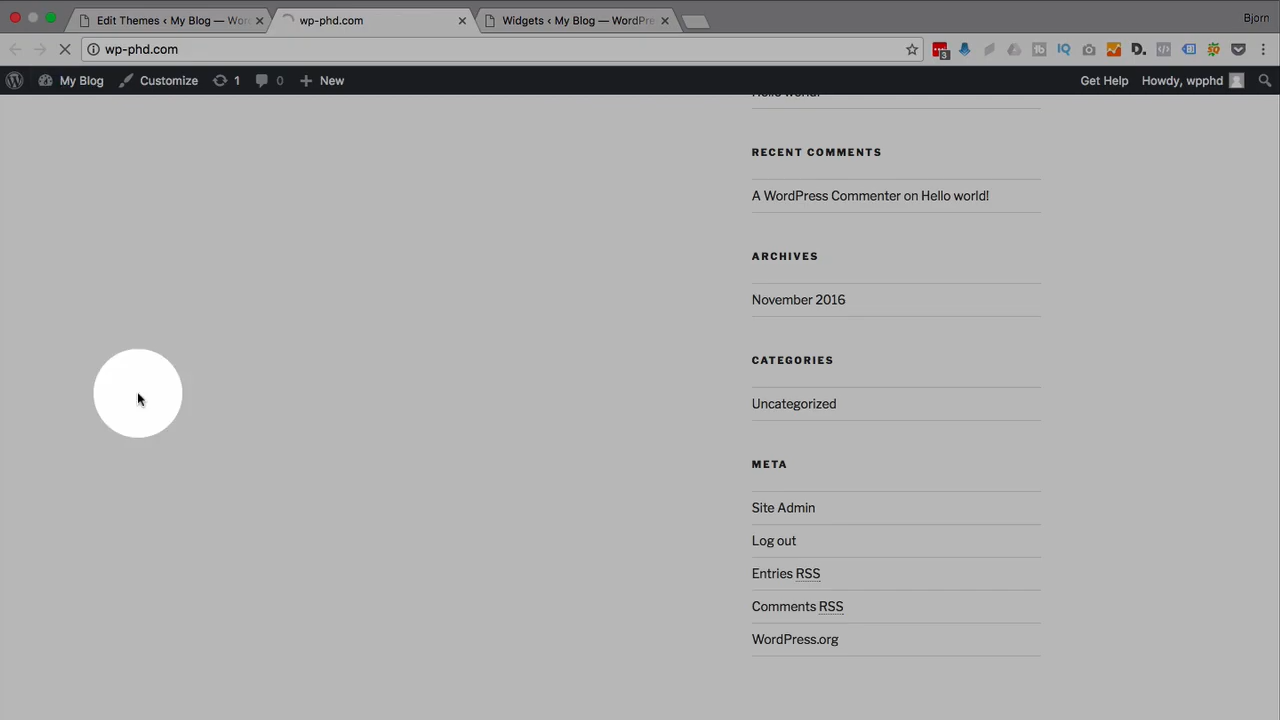 Edit Themes ‹ My Blog — Wor
wp-phd.com
Widgets ‹ My Blog — WordPre
Bjorn
wp-phd.com
My Blog
Customize
1
0
New
Get Help
Howdy, wpphd
Hello world!
RECENT COMMENTS
A WordPress Commenter on Hello world!
ARCHIVES
November 2016
CATEGORIES
Uncategorized
META
Site Admin
Log out
Entries RSS
Comments RSS
WordPress.org